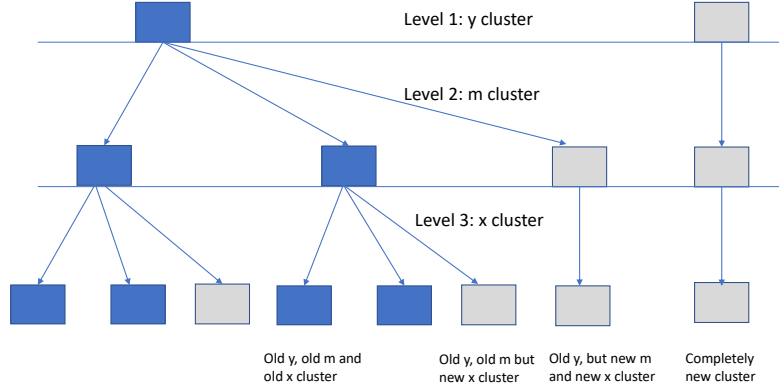 Level 1: y cluster
Level 2: m cluster
Level 3: x cluster
Old y, old m and
old x cluster
Old y, old m but
new x cluster
Old y, but new m
and new x cluster
Completely
new cluster